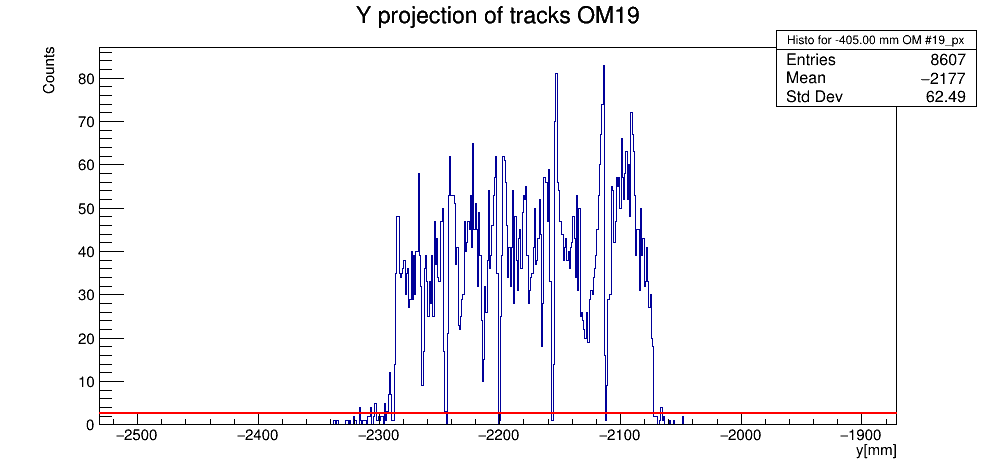 Y projection of tracks OM19
Histo for -405.00 mm OM #19_px
Entries 8607
Mean −2177
Std Dev 62.49
Counts
80
70
60
50
40
30
20
10
0
−2500 −2400 −2300 −2200 −2100 −2000 −1900
y[mm]